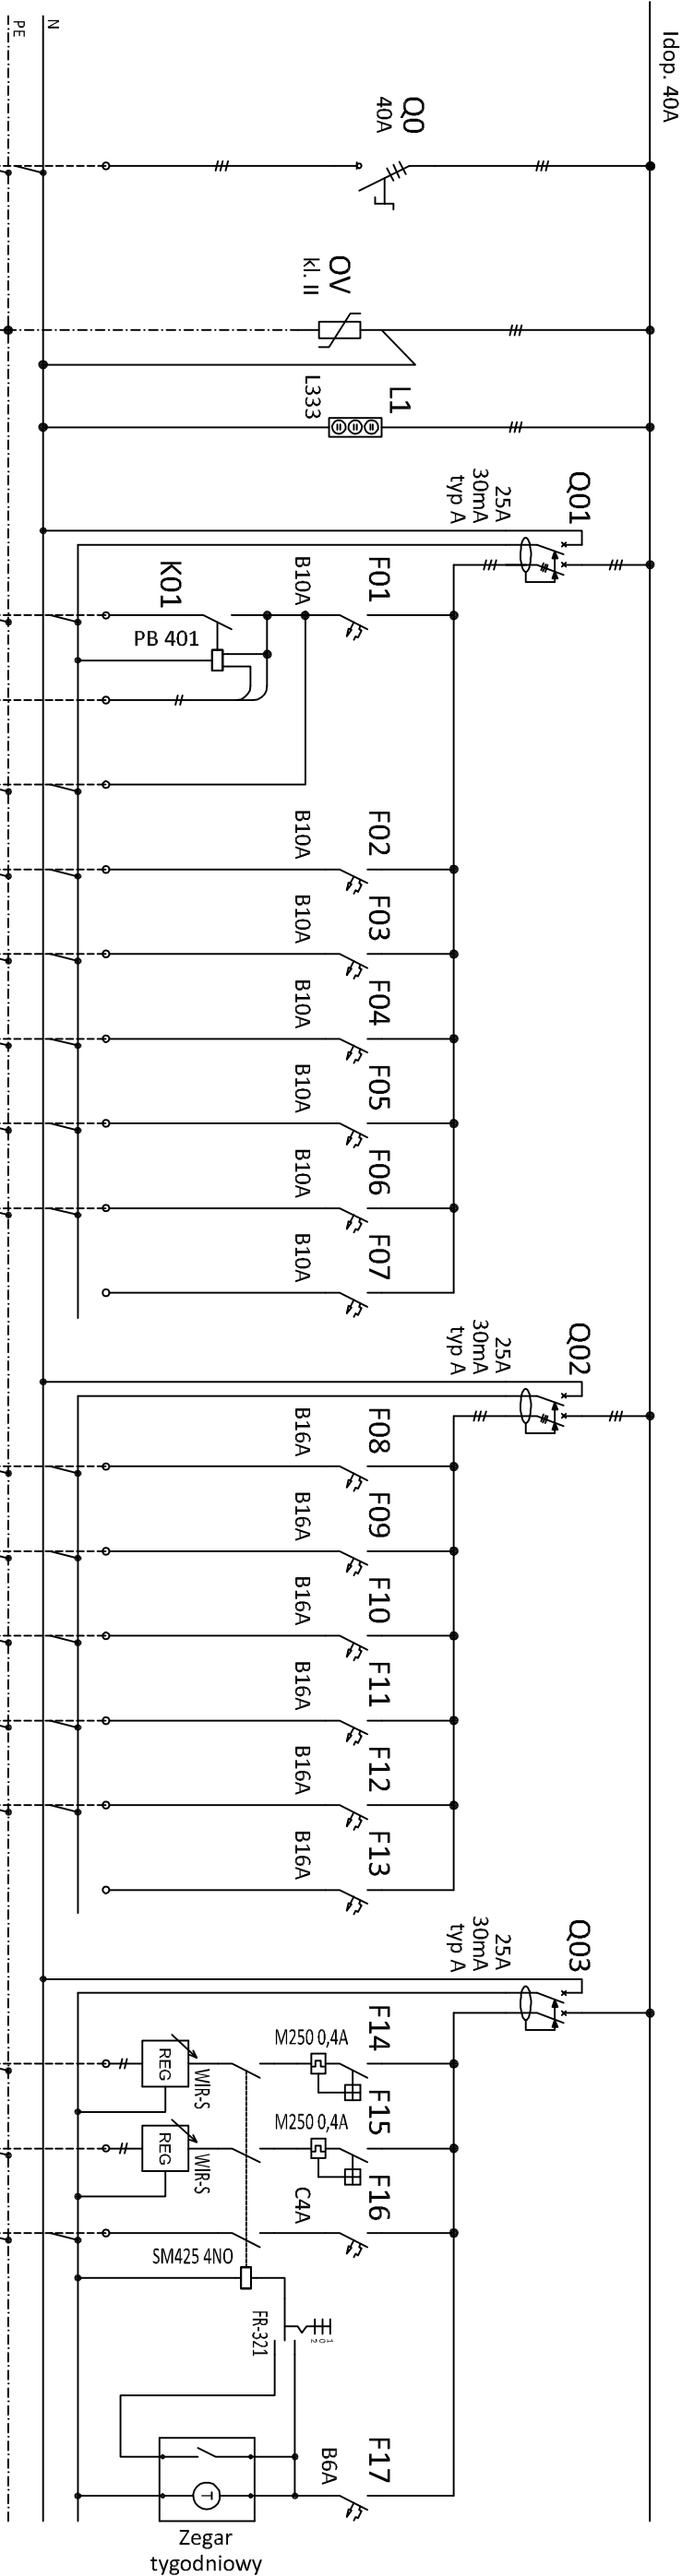 Idop. 40A
N
PE
Q0
40A
OV
kl. II
L1
L333
Q01
25A
30mA
typ A
F01
B10A
K01
PB 401
F02
B10A
F03
B10A
F04
B10A
F05
B10A
F06
B10A
F07
B10A
Q02
25A
30mA
typ A
F08
B16A
F09
B16A
F10
B16A
F11
B16A
F12
B16A
F13
B16A
Q03
25A
30mA
typ A
F14
M250 0,4A
REG
WIR-S
F15
M250 0,4A
REG
WIR-S
F16
C4A
SM425 4NO
FR-321
1
0
2
F17
B6A
T
Zegar
tygodniowy